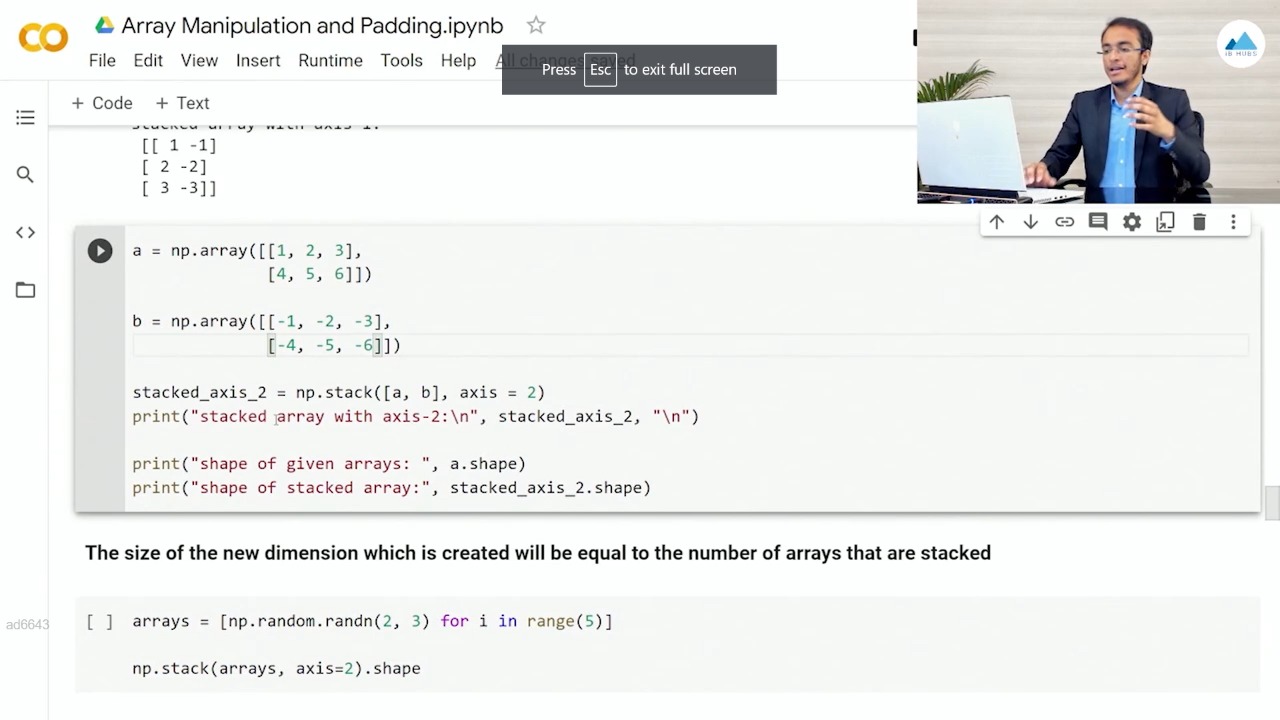 Array Manipulation and Padding.ipynb
File Edit View Insert Runtime Tools Help All changes saved
Press Esc to exit full screen
iB HUBS
+ Code + Text
stacked array with axis-1:
[[ 1 -1]
[ 2 -2]
[ 3 -3]]
a = np.array([[1, 2, 3],
[4, 5, 6]])
b = np.array([[-1, -2, -3],
[-4, -5, -6]])
stacked_axis_2 = np.stack([a, b], axis = 2)
print("stacked array with axis-2:\n", stacked_axis_2, "\n")
print("shape of given arrays: ", a.shape)
print("shape of stacked array:", stacked_axis_2.shape)
The size of the new dimension which is created will be equal to the number of arrays that are stacked
ad6643
[ ] arrays = [np.random.randn(2, 3) for i in range(5)]
np.stack(arrays, axis=2).shape